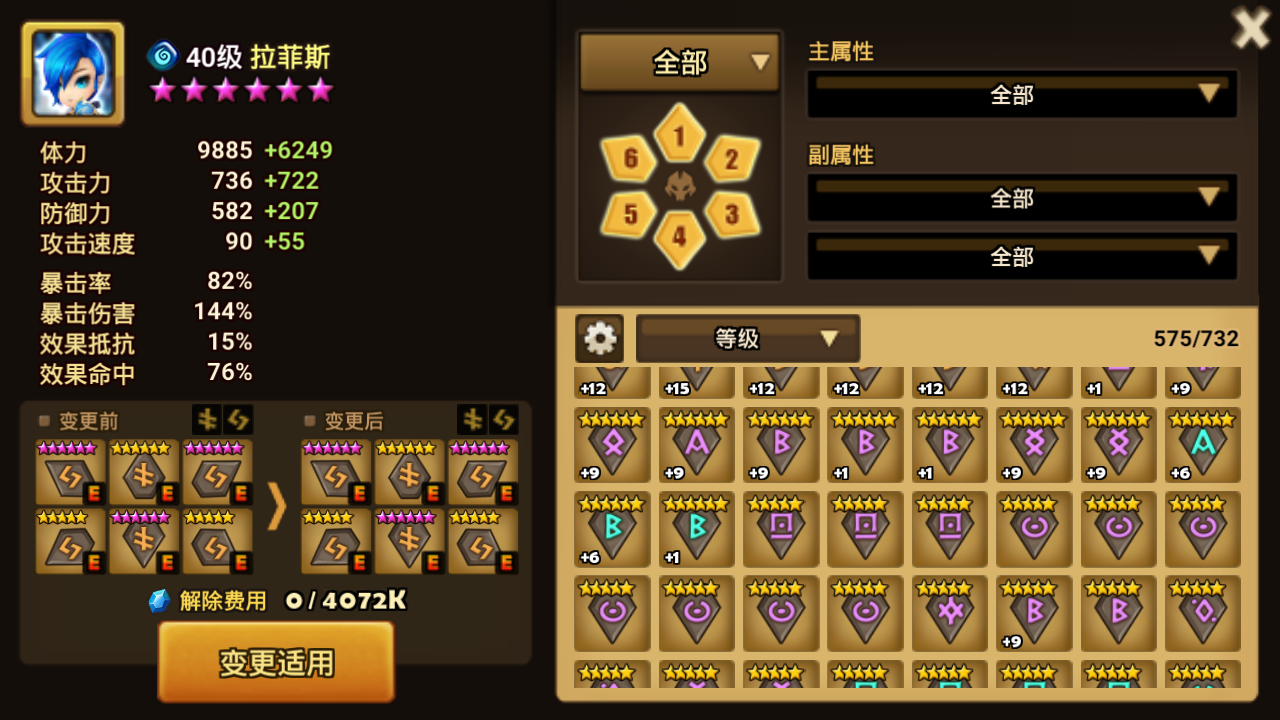 40级 拉菲斯
体力 9885 +6249
攻击力 736 +722
防御力 582 +207
攻击速度 90 +55
暴击率 82%
暴击伤害 144%
效果抵抗 15%
效果命中 76%
变更前
变更后
E E E E E E
E E E E E E
解除费用 0/4072K
变更适用
全部
1
2
3
4
5
6
主属性
全部
副属性
全部
全部
等级
575/732
+12 +15 +12 +12 +12 +12 +1 +9
+9 +9 +9 +1 +1 +9 +9 +6
+6 +1
+9